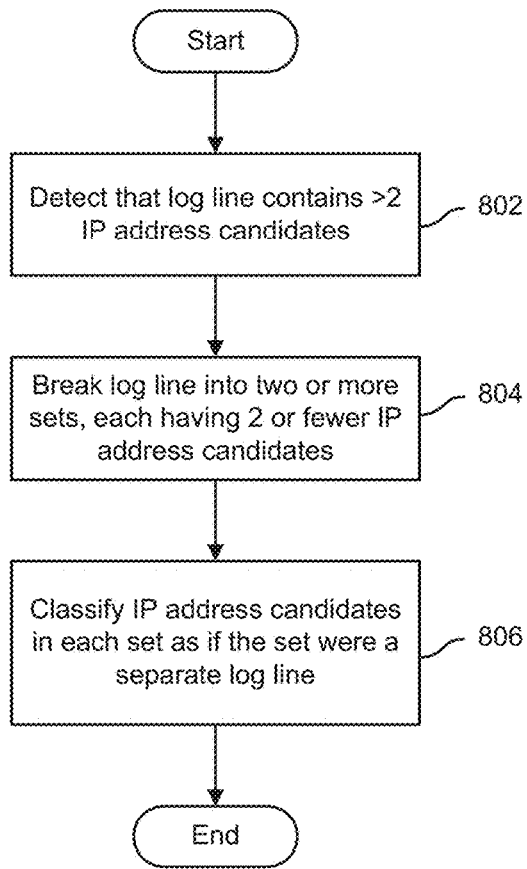 Start
Detect that log line contains >2
IP address candidates
802
Break log line into two or more
sets, each having 2 or fewer IP
address candidates
804
Classify IP address candidates
in each set as if the set were a
separate log line
806
End